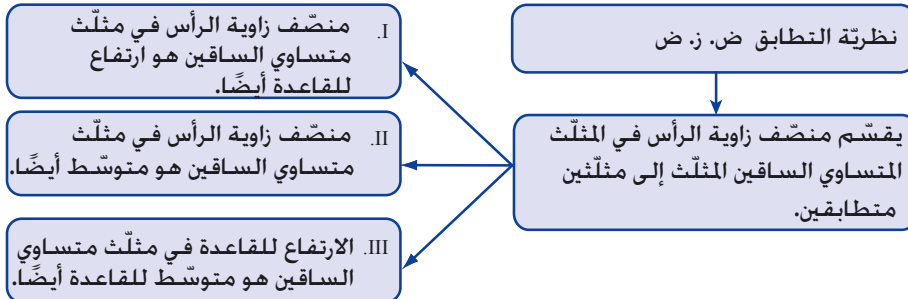 نظريّة التطابق ض. ز. ض
يقسّم منصّف زاوية الرأس في المثلّث
المتساوي الساقين المثلّث إلى مثلّثين
متطابقين.
I. منصّف زاوية الرأس في مثلّث
متساوي الساقين هو ارتفاع
للقاعدة أيضًا.
II. منصّف زاوية الرأس في مثلّث
متساوي الساقين هو متوسّط أيضًا.
III. الارتفاع للقاعدة في مثلّث متساوي
الساقين هو متوسّط للقاعدة أيضًا.